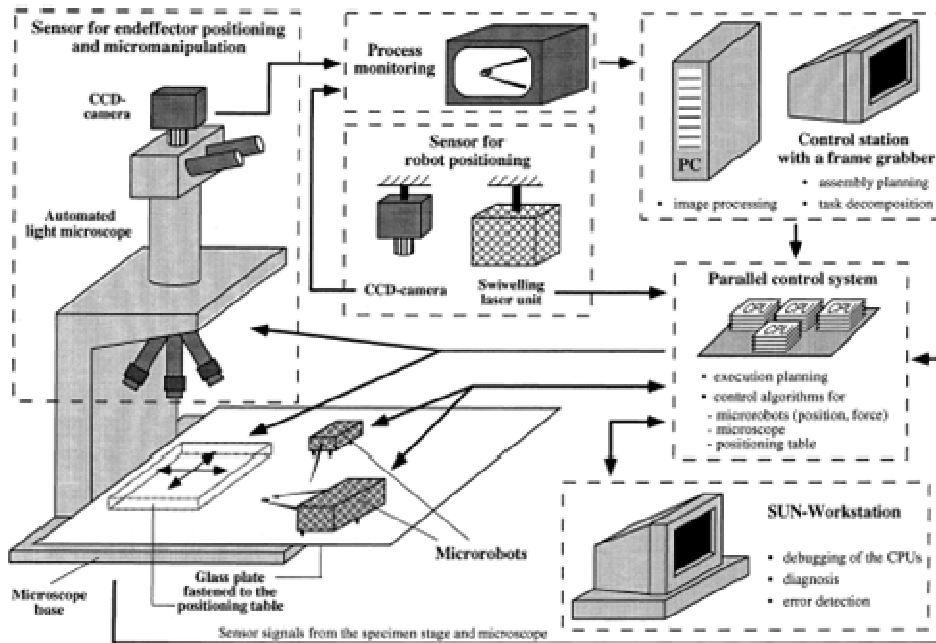 Sensor for endeffector positioning
and micromanipulation
CCD-
camera
Automated
light microscope
Process
monitoring
Sensor for
robot positioning
CCD-camera
Swivelling
laser unit
PC
Control station
with a frame grabber
• image processing
• assembly planning
• task decomposition
Parallel control system
CPU
CPU
CPU
CPU
• execution planning
• control algorithms for
- microrobots (position, force)
- microscope
- positioning table
SUN-Workstation
• debugging of the CPUs
• diagnosis
• error detection
Microrobots
Glass plate
fastened to the
positioning table
Microscope
base
Sensor signals from the specimen stage and microscope